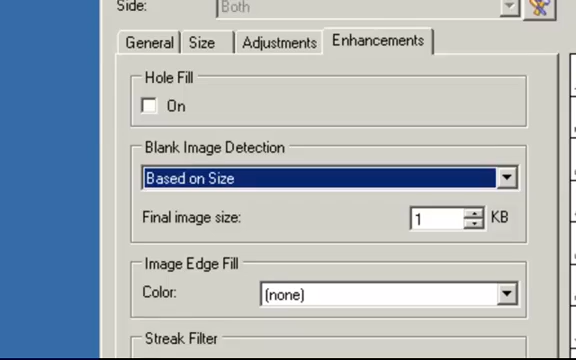 Side: Both
General Size Adjustments Enhancements
Hole Fill
On
Blank Image Detection
Based on Size
Final image size: 1 KB
Image Edge Fill
Color: (none)
Streak Filter